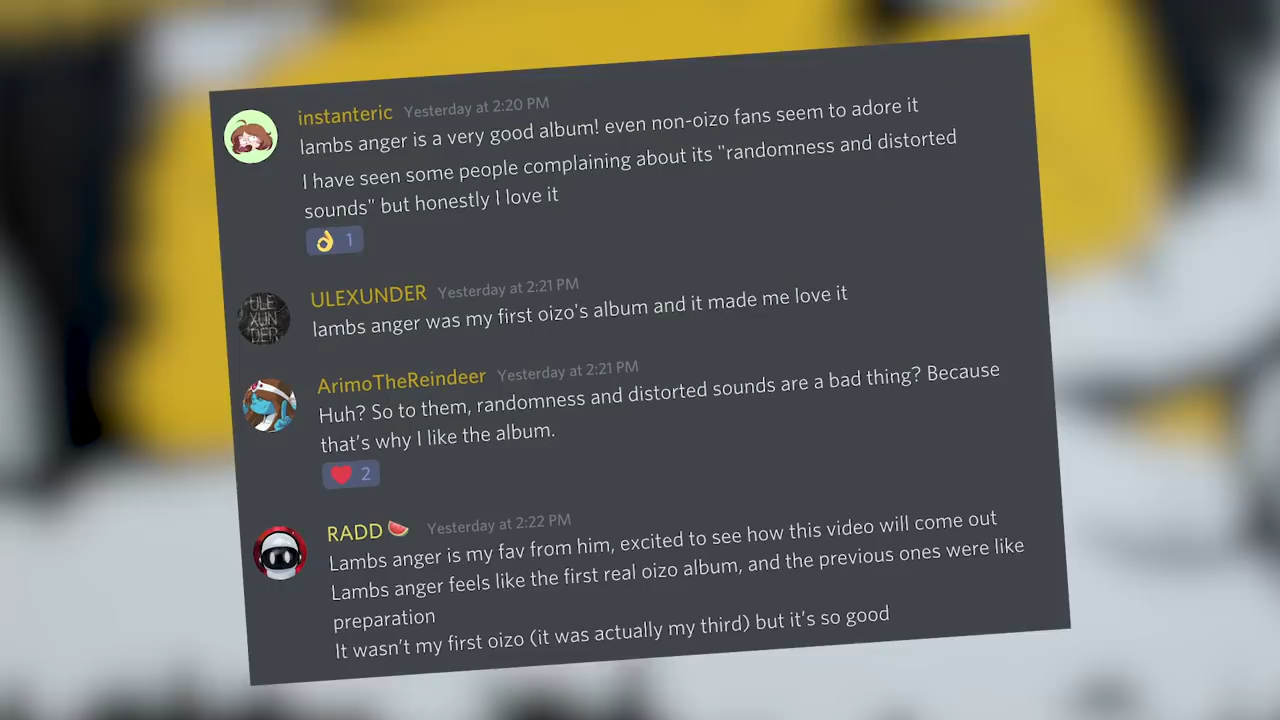 instanteric Yesterday at 2:20 PM
lambs anger is a very good album! even non-oizo fans seem to adore it
I have seen some people complaining about its "randomness and distorted
sounds" but honestly I love it
👌 1
ULE
XUN
DER
ULEXUNDER Yesterday at 2:21 PM
lambs anger was my first oizo's album and it made me love it
ArimoTheReindeer Yesterday at 2:21 PM
Huh? So to them, randomness and distorted sounds are a bad thing? Because
that's why I like the album.
❤️ 2
RADD🍉 Yesterday at 2:22 PM
Lambs anger is my fav from him, excited to see how this video will come out
Lambs anger feels like the first real oizo album, and the previous ones were like
preparation
It wasn't my first oizo (it was actually my third) but it's so good